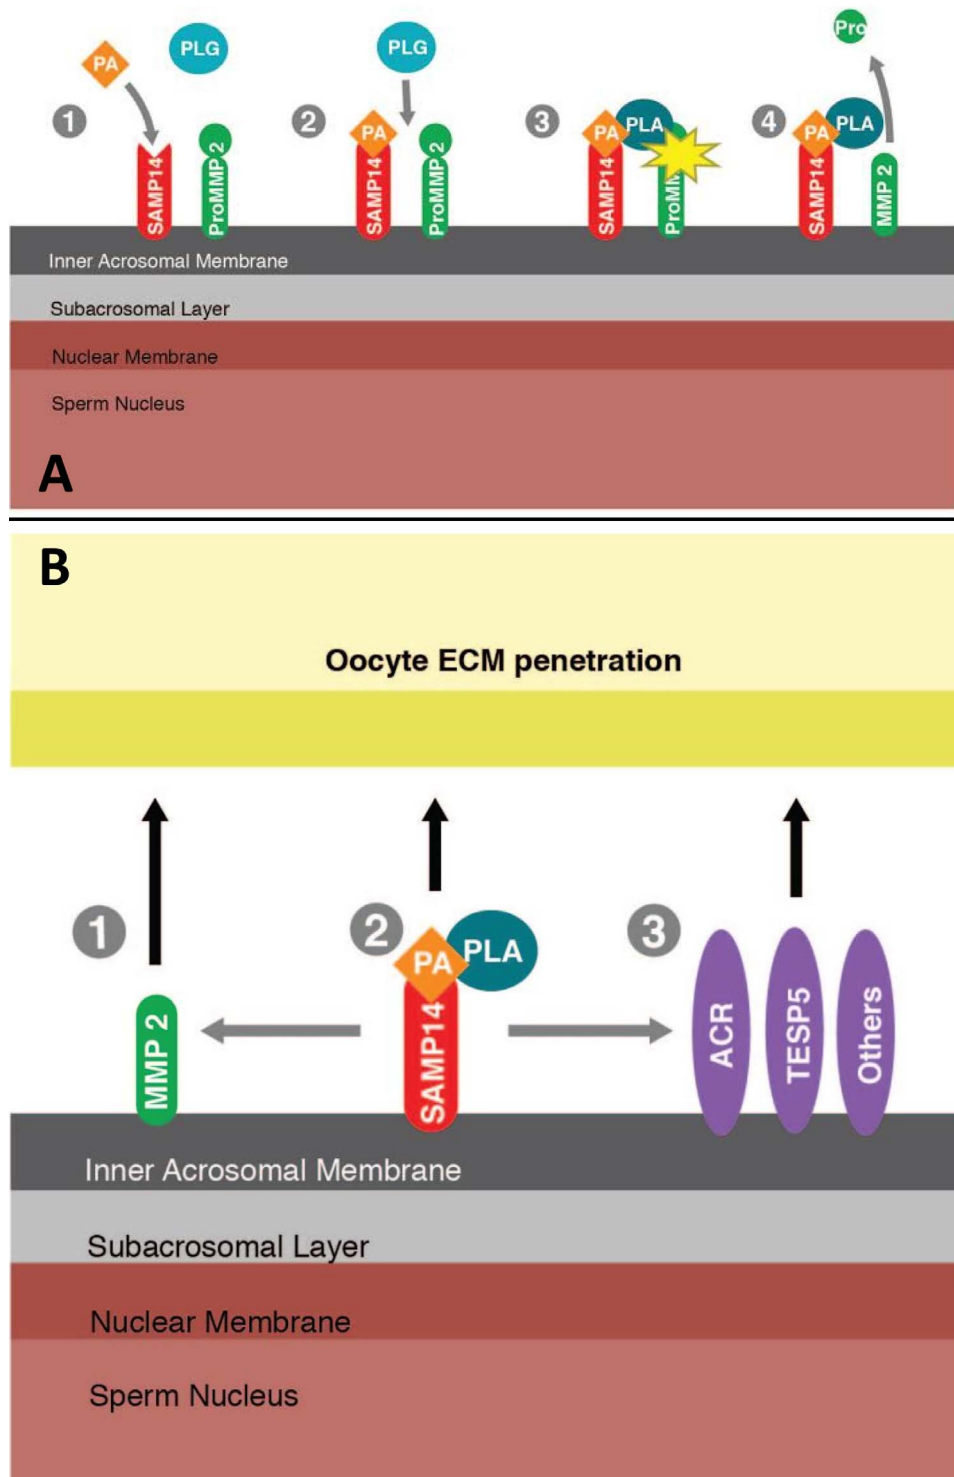 PA
PLG
1
SAMP14
ProMMP 2
PLG
2
PA
SAMP14
ProMMP 2
3
PA
PLA
SAMP14
ProMM
Pro
4
PA
PLA
SAMP14
MMP 2
Inner Acrosomal Membrane
Subacrosomal Layer
Nuclear Membrane
Sperm Nucleus
A
B
Oocyte ECM penetration
1
MMP 2
2
PA
PLA
SAMP14
3
ACR
TESP5
Others
Inner Acrosomal Membrane
Subacrosomal Layer
Nuclear Membrane
Sperm Nucleus